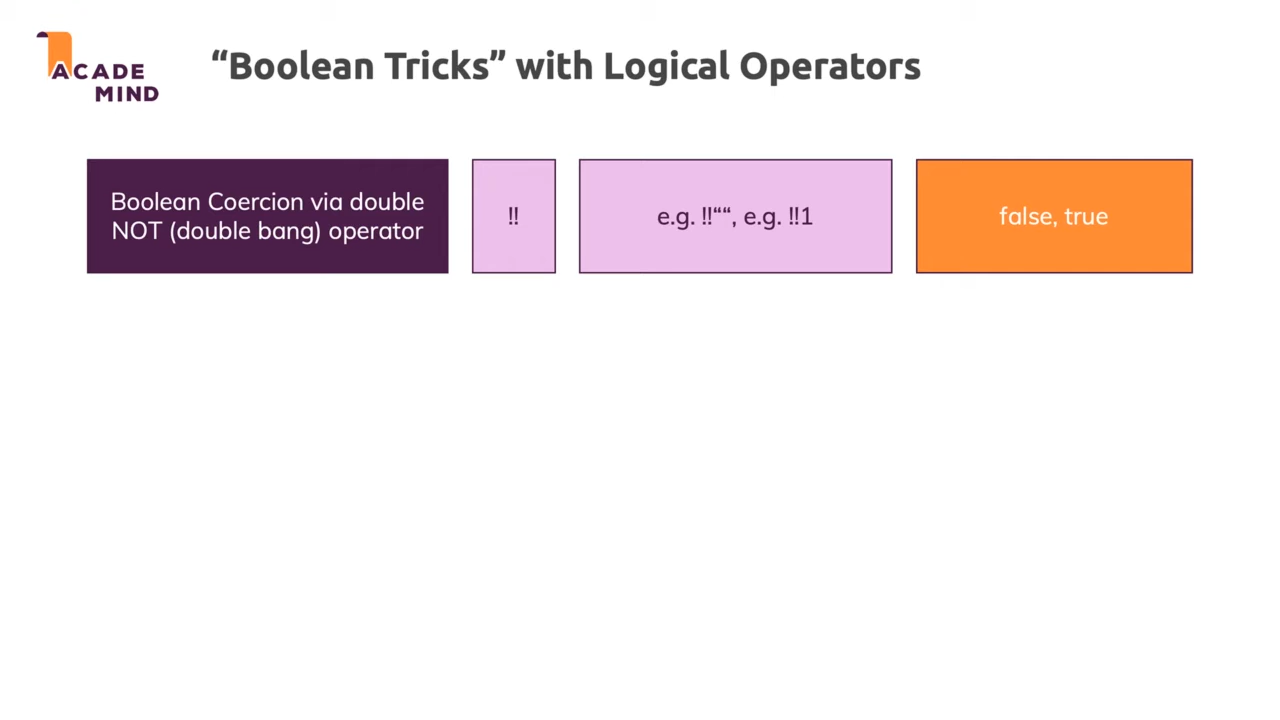 ACADE
MIND
“Boolean Tricks” with Logical Operators
Boolean Coercion via double
NOT (double bang) operator
!!
e.g. !!““, e.g. !!1
false, true